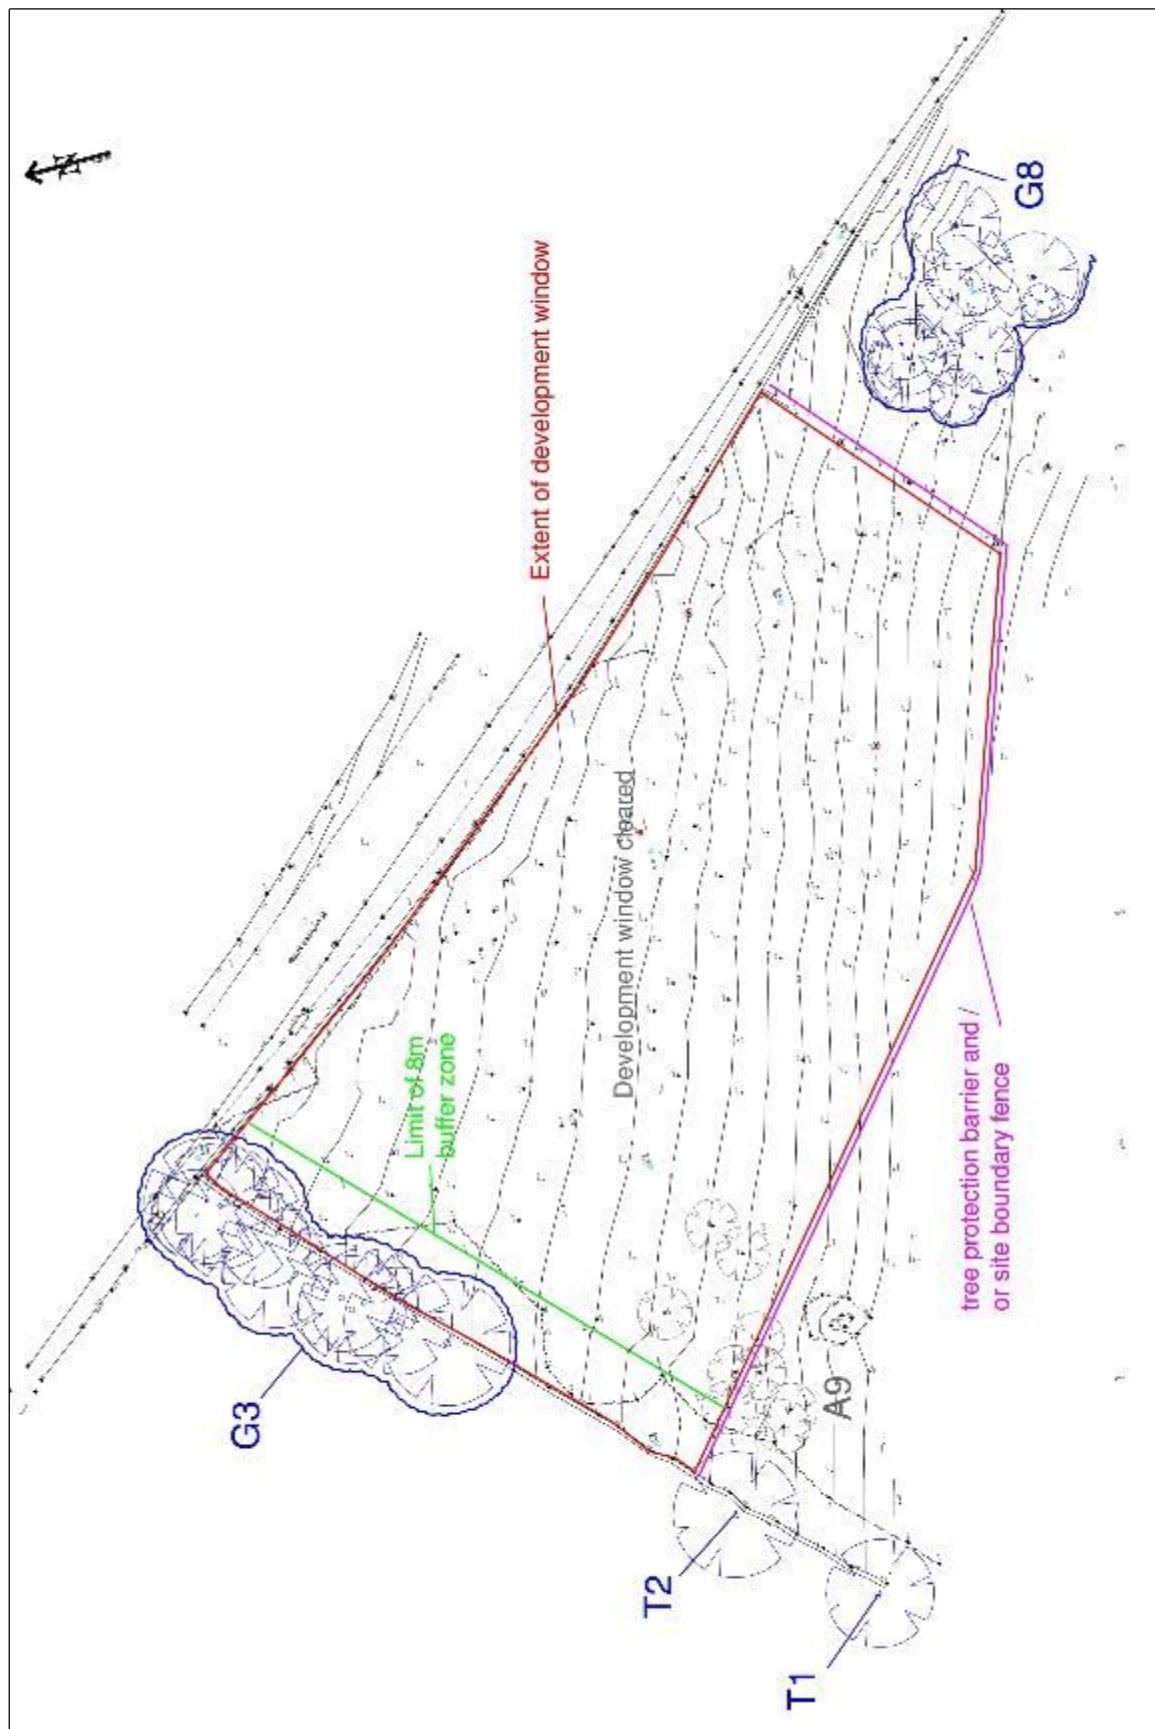 G8
Extent of development window
Development window cleared
Limit of 8m
buffer zone
tree protection barrier and /
or site boundary fence
G3
A9
T2
T1